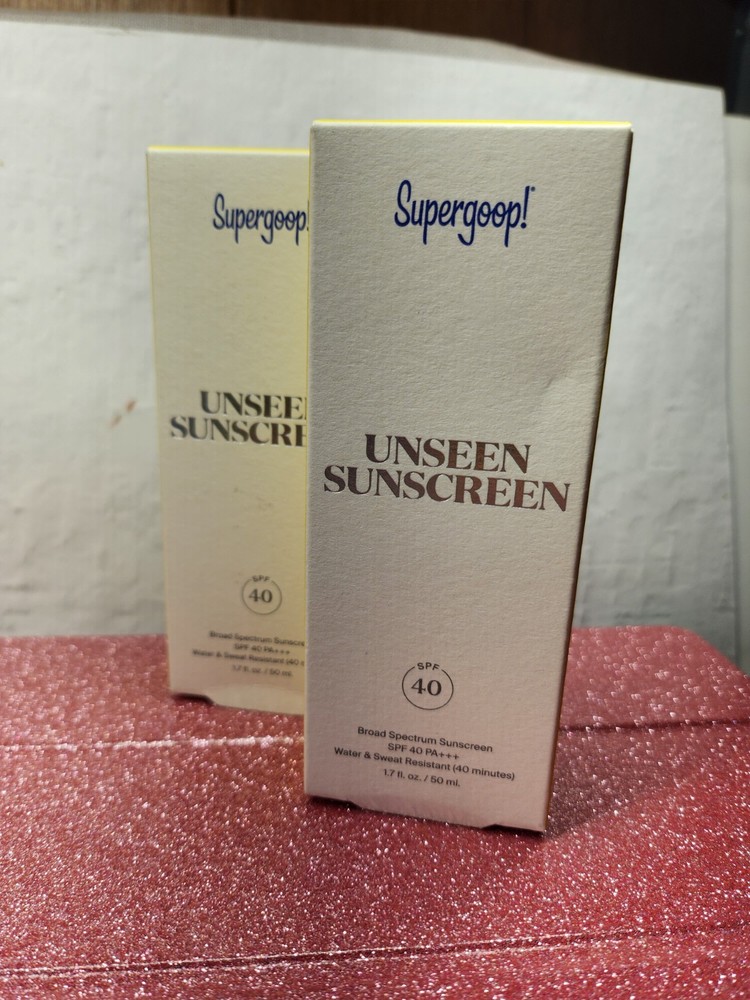 Supergoop!
UNSEE
SUNSCRE
SPF
40
Broad Spectrum Sunscre
SPF 40 PA+++
Water & Sweat Resistant (40
1.7 fl. oz. / 50 ml.
Supergoop!
UNSEEN
SUNSCREEN
SPF
40
Broad Spectrum Sunscreen
SPF 40 PA+++
Water & Sweat Resistant (40 minutes)
1.7 fl. oz. / 50 ml.